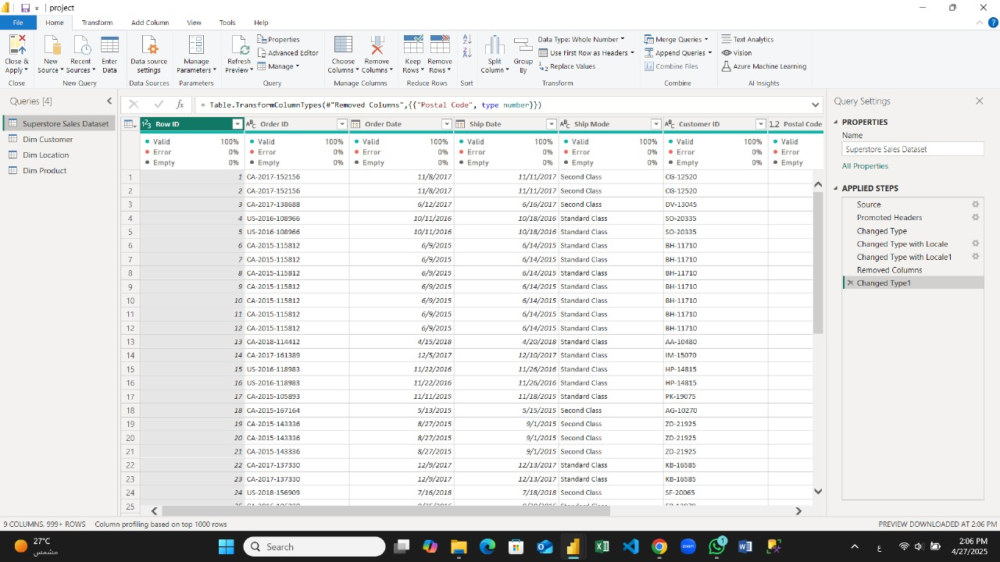 project
File Home Transform Add Column View Tools Help
Close & Apply
New Source
Recent Sources
Enter Data
Data source settings
Manage Parameters
Refresh Preview
Properties
Advanced Editor
Manage
Choose Columns
Remove Columns
Keep Rows
Remove Rows
Split Column
Group By
Data Type: Whole Number
Use First Row as Headers
Replace Values
Merge Queries
Append Queries
Combine Files
Text Analytics
Vision
Azure Machine Learning
Close New Query Data Sources Parameters Query Manage Columns Reduce Rows Sort Transform Combine AI Insights
Queries [4]
Superstore Sales Dataset
Dim Customer
Dim Location
Dim Product
= Table.TransformColumnTypes(#"Removed Columns",{{"Postal Code", type number}})
Row ID Order ID Order Date Ship Date Ship Mode Customer ID 1.2 Postal Code
Valid 100% Valid 100% Valid 100% Valid 100% Valid 100% Valid 100% Valid
Error 0% Error 0% Error 0% Error 0% Error 0% Error 0% Error
Empty 0% Empty 0% Empty 0% Empty 0% Empty 0% Empty 0% Empty
1 1 CA-2017-152156 11/8/2017 11/11/2017 Second Class CG-12520
2 2 CA-2017-152156 11/8/2017 11/11/2017 Second Class CG-12520
3 3 CA-2017-138688 6/12/2017 6/16/2017 Second Class DV-13045
4 4 US-2016-108966 10/11/2016 10/18/2016 Standard Class SO-20335
5 5 US-2016-108966 10/11/2016 10/18/2016 Standard Class SO-20335
6 6 CA-2015-115812 6/9/2015 6/14/2015 Standard Class BH-11710
7 7 CA-2015-115812 6/9/2015 6/14/2015 Standard Class BH-11710
8 8 CA-2015-115812 6/9/2015 6/14/2015 Standard Class BH-11710
9 9 CA-2015-115812 6/9/2015 6/14/2015 Standard Class BH-11710
10 10 CA-2015-115812 6/9/2015 6/14/2015 Standard Class BH-11710
11 11 CA-2015-115812 6/9/2015 6/14/2015 Standard Class BH-11710
12 12 CA-2015-115812 6/9/2015 6/14/2015 Standard Class BH-11710
13 13 CA-2018-114412 4/15/2018 4/20/2018 Standard Class AA-10480
14 14 CA-2017-161389 12/5/2017 12/10/2017 Standard Class IM-15070
15 15 US-2016-118983 11/22/2016 11/26/2016 Standard Class HP-14815
16 16 US-2016-118983 11/22/2016 11/26/2016 Standard Class HP-14815
17 17 CA-2015-105893 11/11/2015 11/18/2015 Standard Class PK-19075
18 18 CA-2015-167164 5/13/2015 5/15/2015 Second Class AG-10270
19 19 CA-2015-143336 8/27/2015 9/1/2015 Second Class ZD-21925
20 20 CA-2015-143336 8/27/2015 9/1/2015 Second Class ZD-21925
21 21 CA-2015-143336 8/27/2015 9/1/2015 Second Class ZD-21925
22 22 CA-2017-137330 12/9/2017 12/13/2017 Standard Class KB-16585
23 23 CA-2017-137330 12/9/2017 12/13/2017 Standard Class KB-16585
24 24 US-2018-156909 7/16/2018 7/18/2018 Second Class SF-20065
25
Query Settings
PROPERTIES
Name
Superstore Sales Dataset
All Properties
APPLIED STEPS
Source
Promoted Headers
Changed Type
Changed Type with Locale
Changed Type with Locale1
Removed Columns
Changed Type1
9 COLUMNS, 999+ ROWS Column profiling based on top 1000 rows PREVIEW DOWNLOADED AT 2:06 PM
27°C
مشمس
Search
zoom
1
ع
2:06 PM
4/27/2025